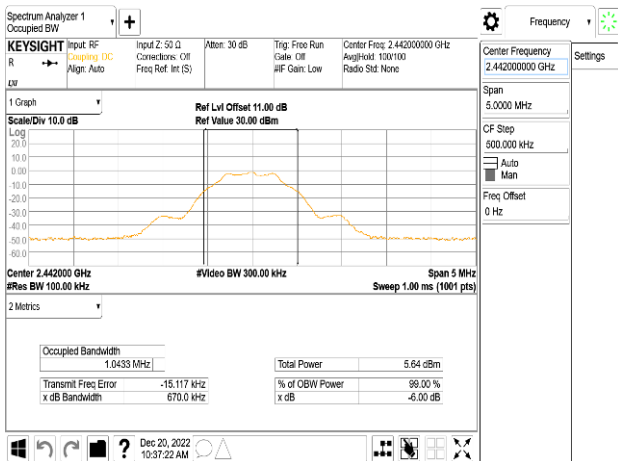 Spectrum Analyzer 1
Occupied BW
Frequency
KEYSIGHT
R
Input: RF
Coupling: DC
Align: Auto
Input Z: 50 Ω
Corrections: Off
Freq Ref: Int (S)
Atten: 30 dB
Trig: Free Run
Gate: Off
#IF Gain: Low
Center Freq: 2.442000000 GHz
Avg|Hold: 100/100
Radio Std: None
Center Frequency
2.442000000 GHz
Settings
Span
5.0000 MHz
CF Step
500.000 kHz
Auto
Man
Freq Offset
0 Hz
1 Graph
Scale/Div 10.0 dB
Ref Lvl Offset 11.00 dB
Ref Value 30.00 dBm
Log
20.0
10.0
0.00
-10.0
-20.0
-30.0
-40.0
-50.0
-60.0
Center 2.442000 GHz
#Res BW 100.00 kHz
#Video BW 300.00 kHz
Span 5 MHz
Sweep 1.00 ms (1001 pts)
2 Metrics
Occupied Bandwidth
1.0433 MHz
Transmit Freq Error -15.117 kHz
x dB Bandwidth 670.0 kHz
Total Power 5.64 dBm
% of OBW Power 99.00 %
x dB -6.00 dB
?
Dec 20, 2022
10:37:22 AM